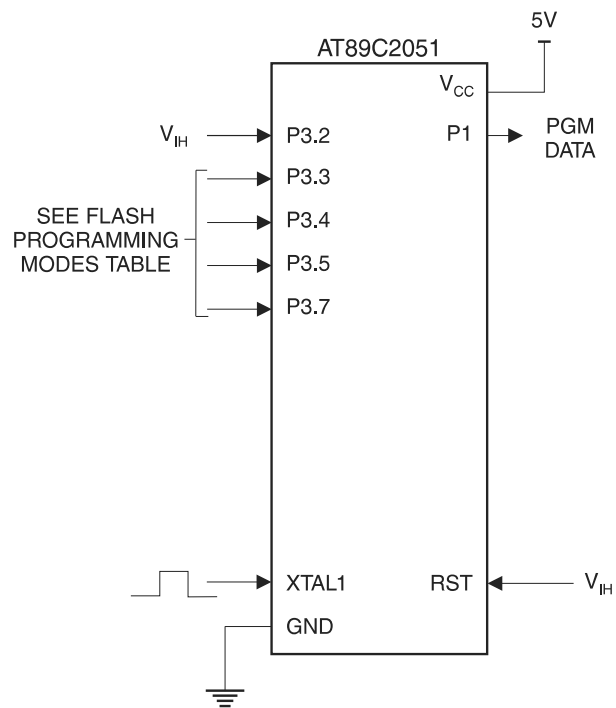 AT89C2051
5V
VCC
VIH
P3.2
P1
PGM
DATA
P3.3
SEE FLASH
PROGRAMMING
MODES TABLE
P3.4
P3.5
P3.7
XTAL1
RST
VIH
GND